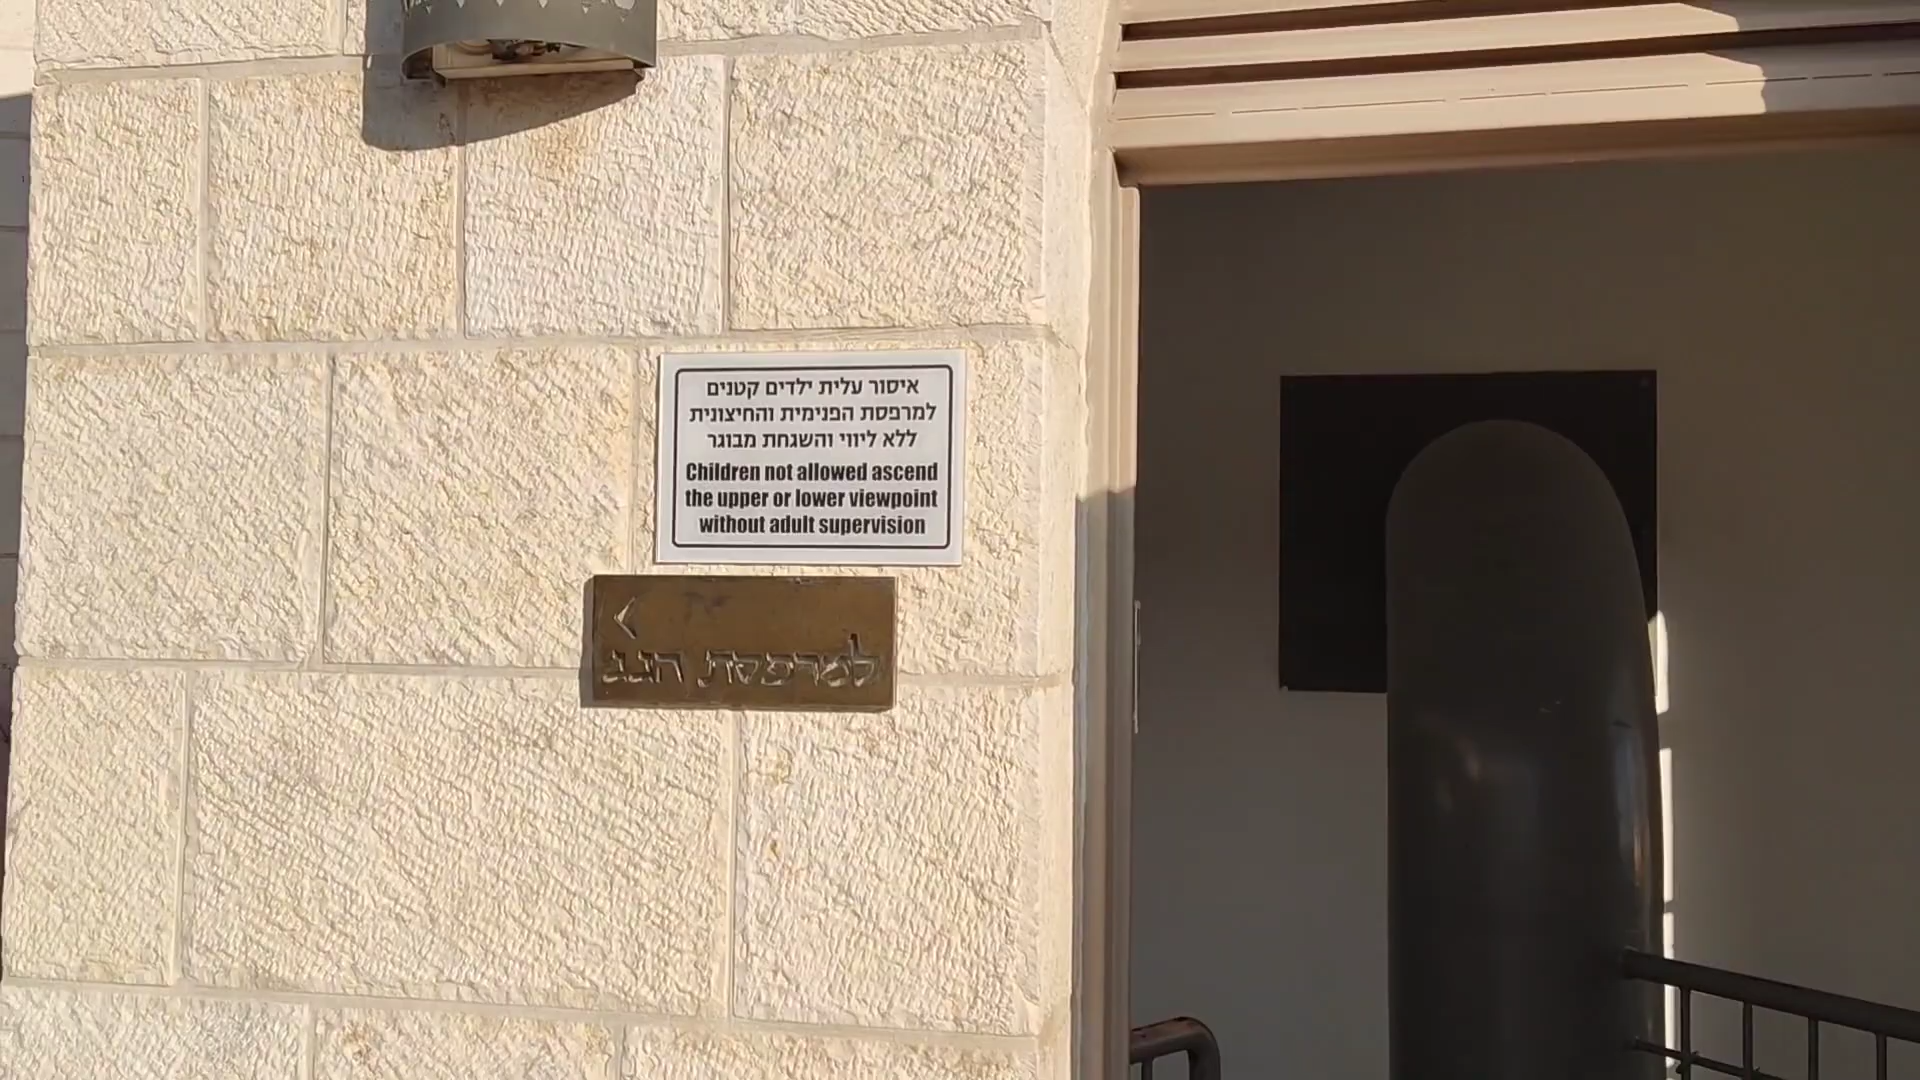 איסור עלית ילדים קטנים
למרפסת הפנימית והחיצונית
ללא ליווי והשגחת מבוגר
Children not allowed ascend
the upper or lower viewpoint
without adult supervision
למרפסת הגג